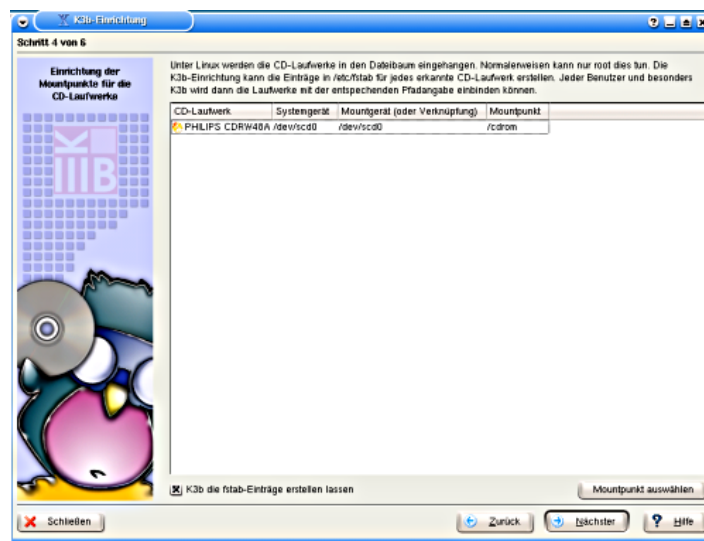 K3b-Einrichtung
Schritt 4 von 6
Einrichtung der
Mountpunkte für die
CD-Laufwerke
Unter Linux werden die CD-Laufwerke in den Dateibaum eingehangen. Normalerweisen kann nur root dies tun. Die
K3b-Einrichtung kann die Einträge in /etc/fstab für jedes erkannte CD-Laufwerk erstellen. Jeder Benutzer und besonders
K3b wird dann die Laufwerke mit der entspechenden Pfadangabe einbinden können.
CD-Laufwerk Systemgerät Mountgerät (oder Verknüpfung) Mountpunkt
PHILIPS CDRW48A /dev/scd0 /dev/scd0 /cdrom
K3b die fstab-Einträge erstellen lassen
Mountpunkt auswählen
Schließen Zurück Nächster Hilfe